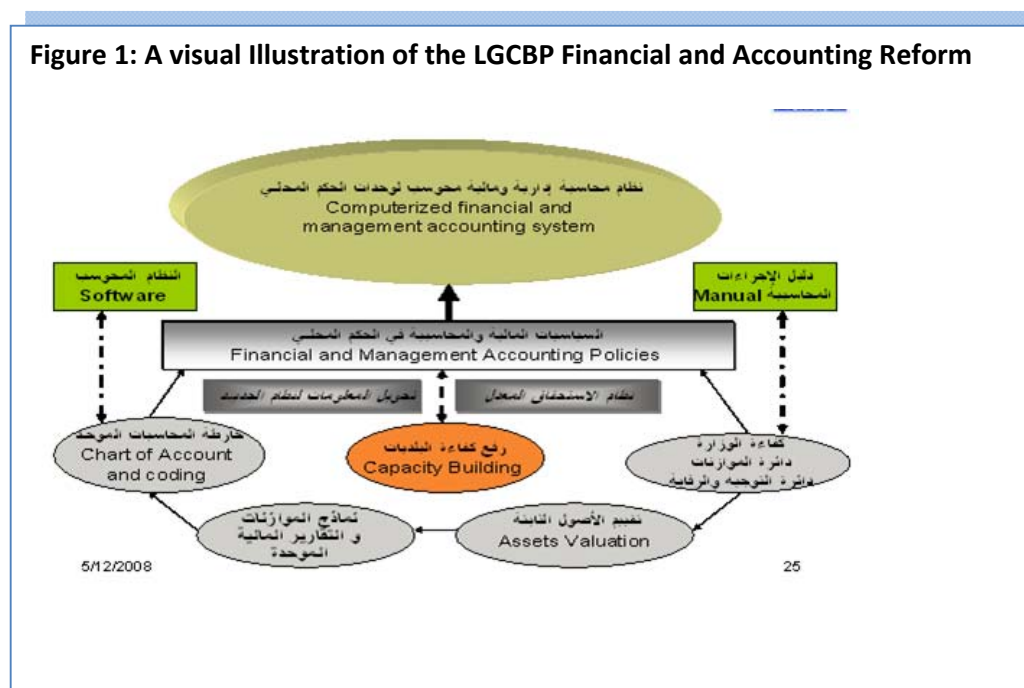 Figure 1: A visual Illustration of the LGCBP Financial and Accounting Reform
نظام محاسبة إدارية ومالية محوسب لوحدات الحكم المحلي
Computerized financial and
management accounting system
النظام المحوسب
Software
دليل الإجراءات
المحاسبية Manual
السياسيات المالية والمحاسبية في الحكم المحلي
Financial and Management Accounting Policies
تحويل المعلومات لنظام الجديد
نظام الاستحقاق المعدل
خارطة المحاسبات الموحد
Chart of Account
and coding
رفع كفاءة البلديات
Capacity Building
كفاءة الوزارة
دائرة الموازنات
دائرة التوجيه والرقابة
نماذج الموازنات
و التقارير المالية
الموحدة
تقييم الأصول الثابتة
Assets Valuation
5/12/2008
25